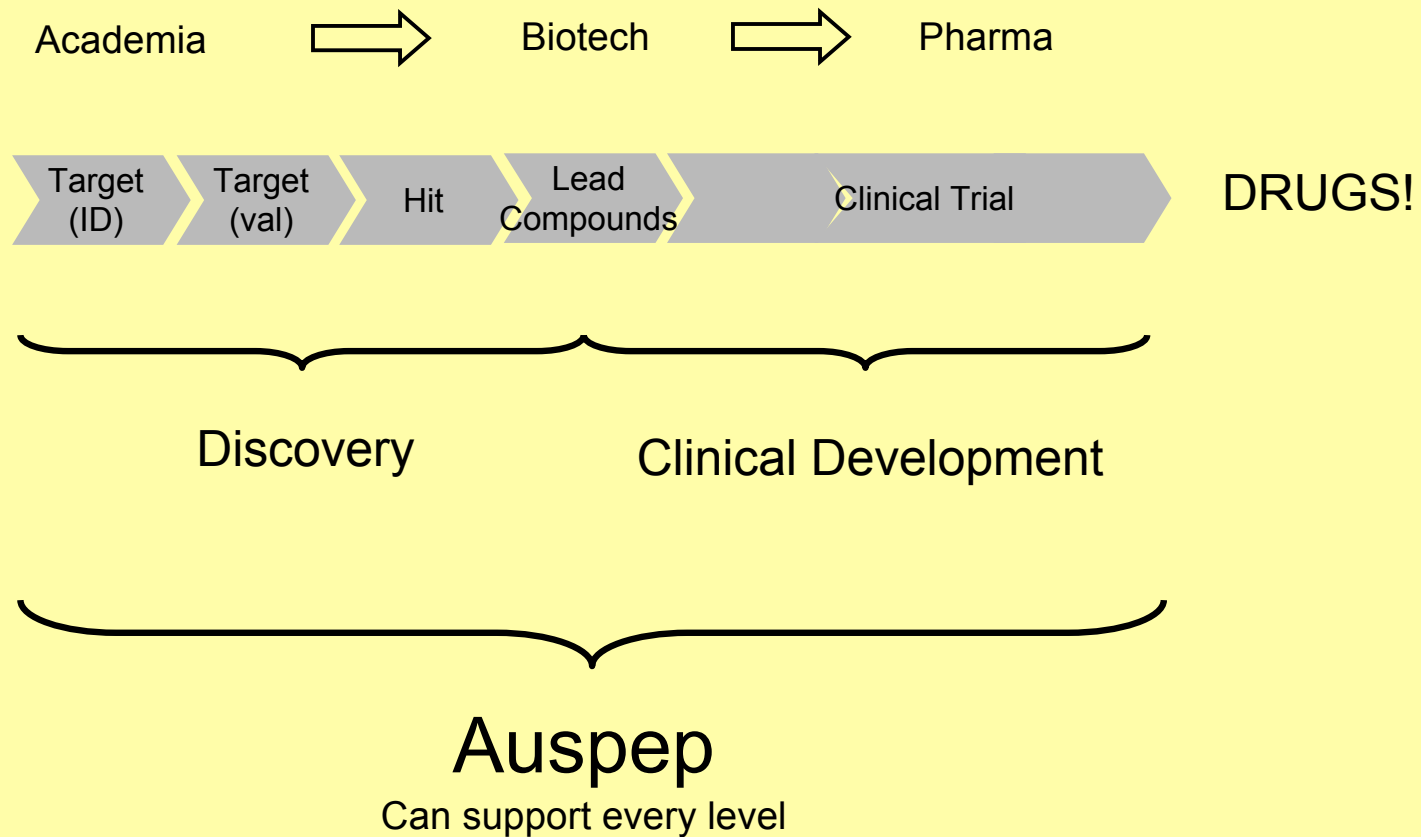 Academia Biotech Pharma
Target (ID)
Target (val)
Hit
Lead Compounds
Clinical Trial
DRUGS!
Discovery
Clinical Development
Auspep
Can support every level